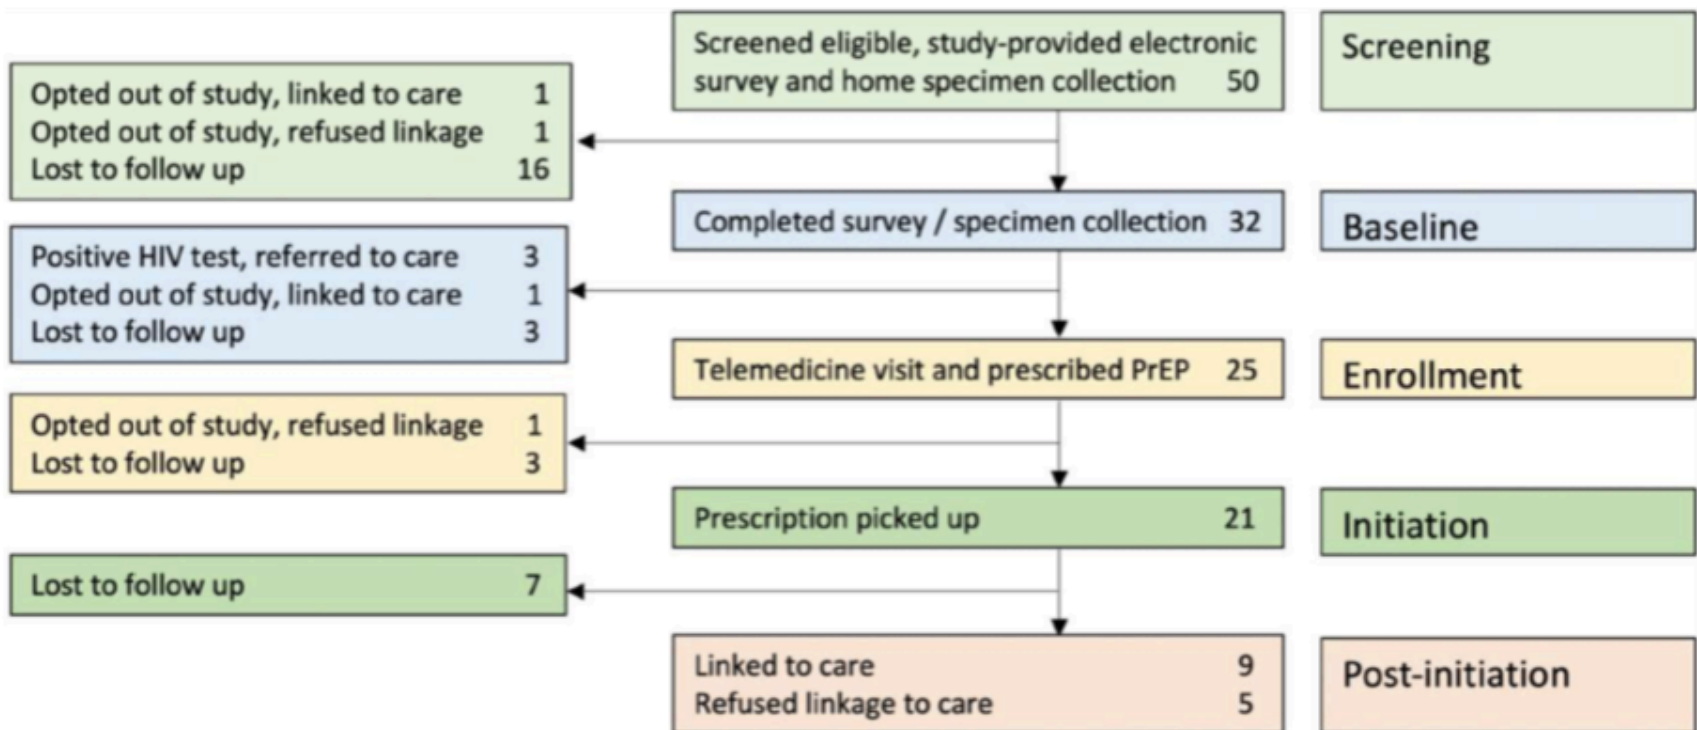 Screened eligible, study-provided electronic
survey and home specimen collection 50
Screening
Opted out of study, linked to care 1
Opted out of study, refused linkage 1
Lost to follow up 16
Completed survey / specimen collection 32
Baseline
Positive HIV test, referred to care 3
Opted out of study, linked to care 1
Lost to follow up 3
Telemedicine visit and prescribed PrEP 25
Enrollment
Opted out of study, refused linkage 1
Lost to follow up 3
Prescription picked up 21
Initiation
Lost to follow up 7
Linked to care 9
Refused linkage to care 5
Post-initiation